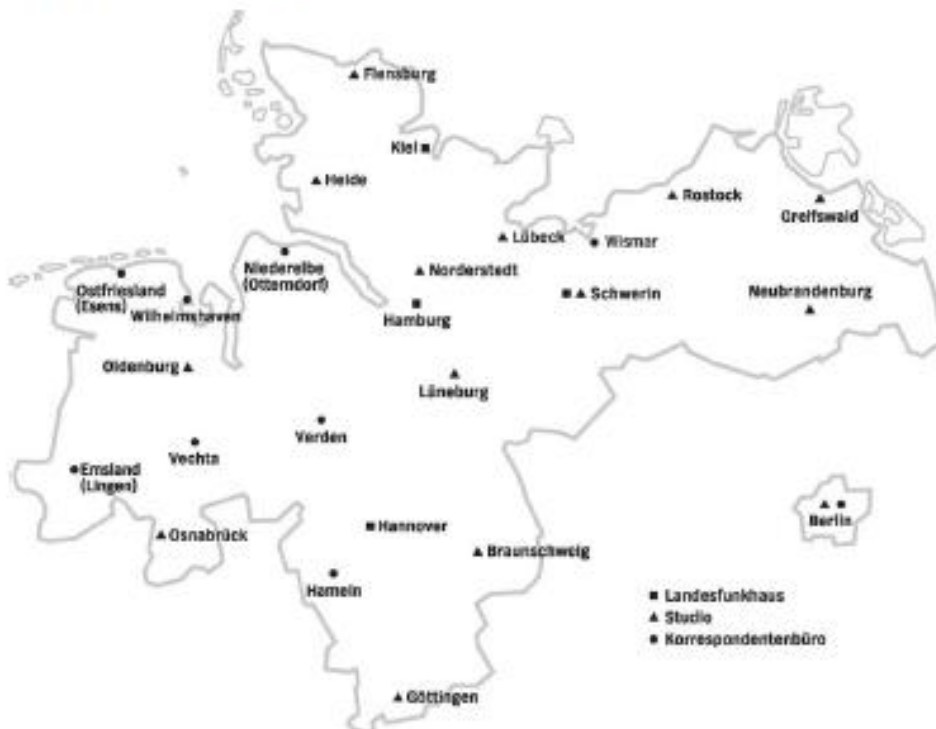 Flensburg
Kiel
Heide
Rostock
Greifswald
Lübeck
Wismar
Niederelbe
(Otterndorf)
Norderstedt
Ostfriesland
(Esens)
Wilhelmshaven
Hamburg
Schwerin
Neubrandenburg
Oldenburg
Lüneburg
Verden
Vechta
Emsland
(Lingen)
Osnabrück
Hannover
Berlin
Braunschweig
Hameln
Landesfunkhaus
Studio
Korrespondentenbüro
Göttingen